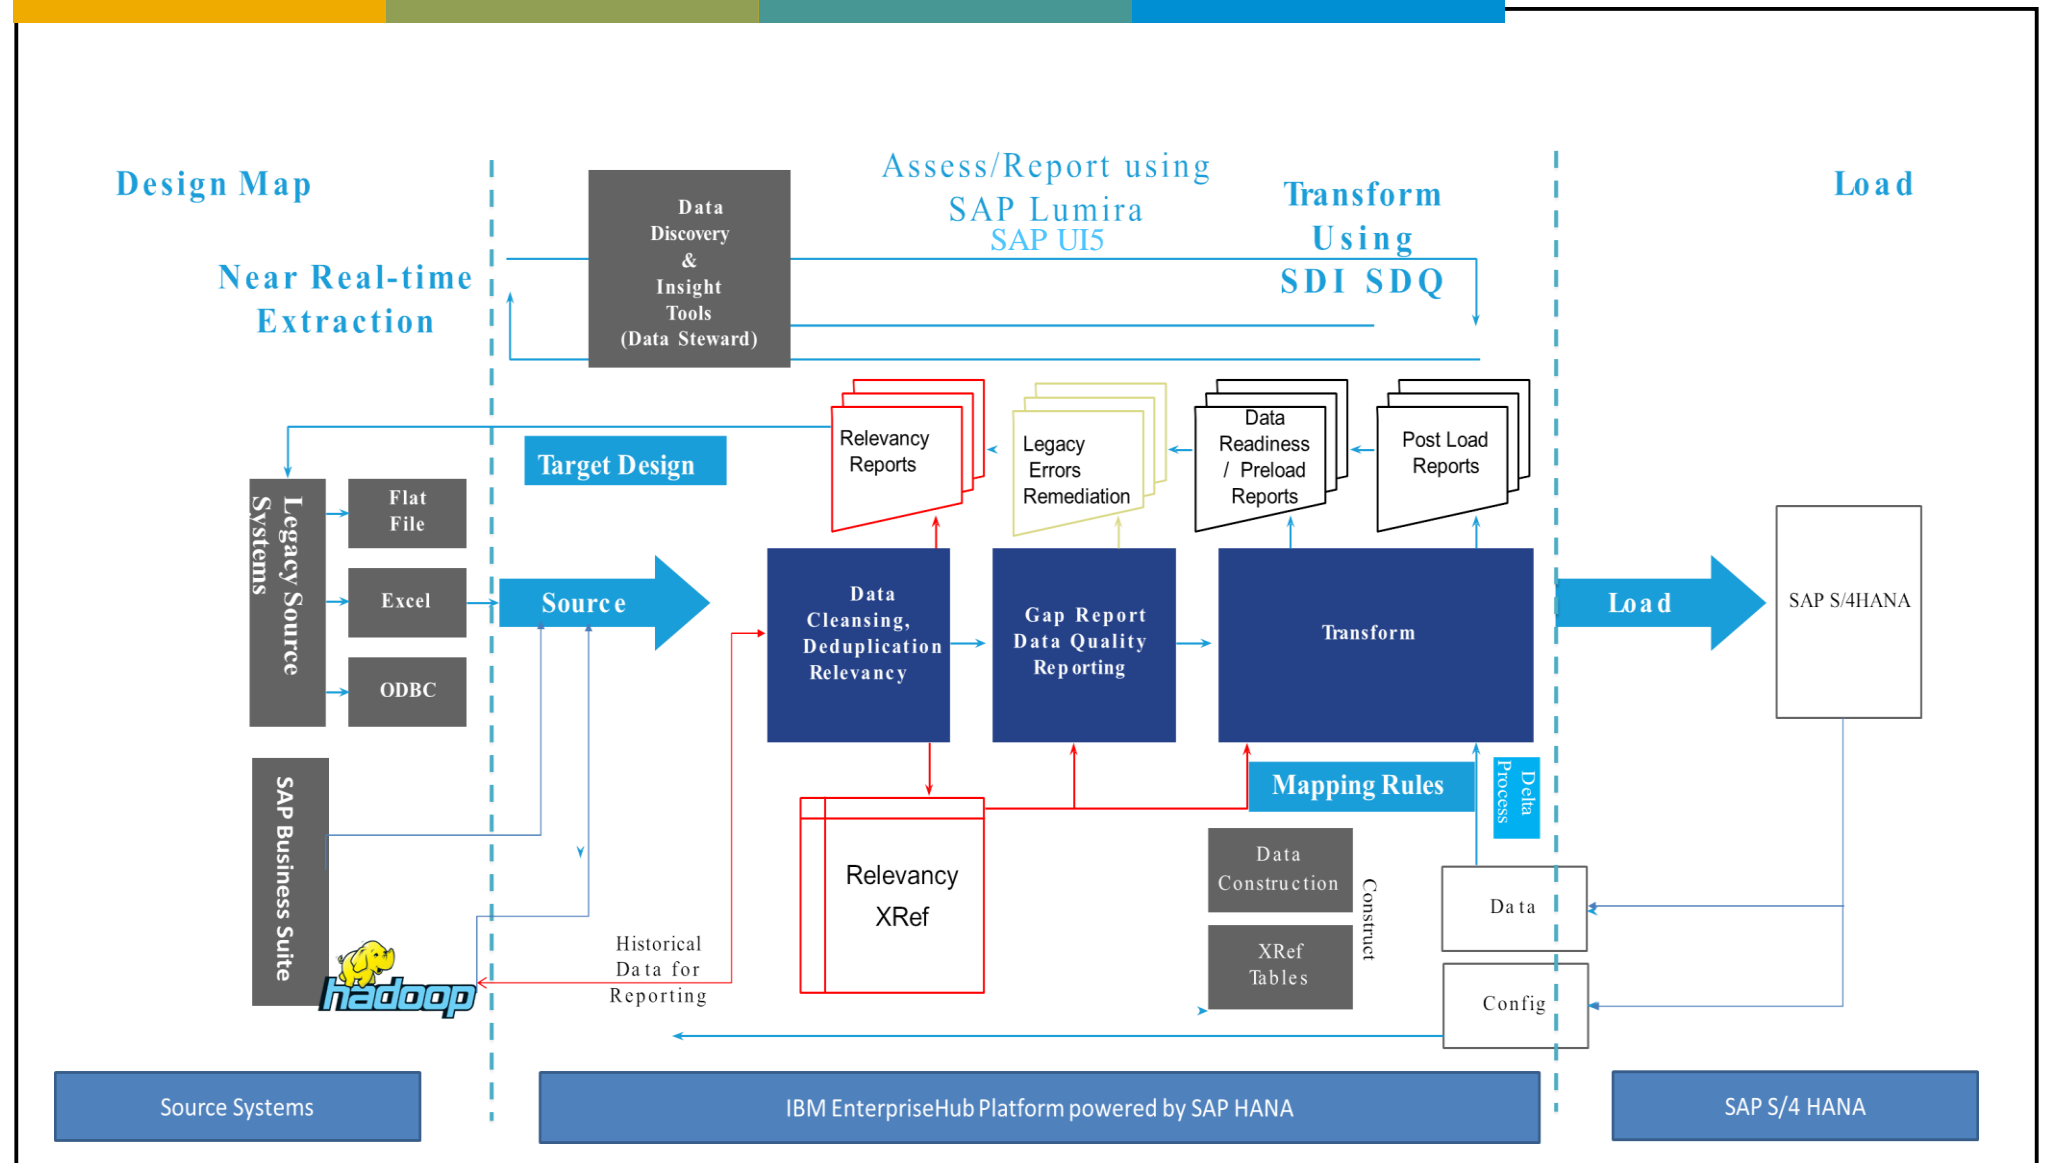 Design Map
Near Real-time
Extraction
Data
Discovery
&
Insight
Tools
(Data Steward)
Assess/Report using
SAP Lumira
SAP UI5
Transform
Using
SDI SDQ
Load
Target Design
Relevancy
Reports
Legacy
Errors
Remediation
Data
Readiness
/ Preload
Reports
Post Load
Reports
Legacy Source
Systems
Flat
File
Excel
ODBC
Source
Data
Cleansing,
Deduplication
Relevancy
Gap Report
Data Quality
Reporting
Transform
Load
SAP S/4HANA
SAP Business Suite
hadoop
Historical
Data for
Reporting
Relevancy
XRef
Mapping Rules
Delta
Process
Data
Construction
XRef
Tables
Construct
Data
Config
Source Systems
IBM EnterpriseHub Platform powered by SAP HANA
SAP S/4 HANA